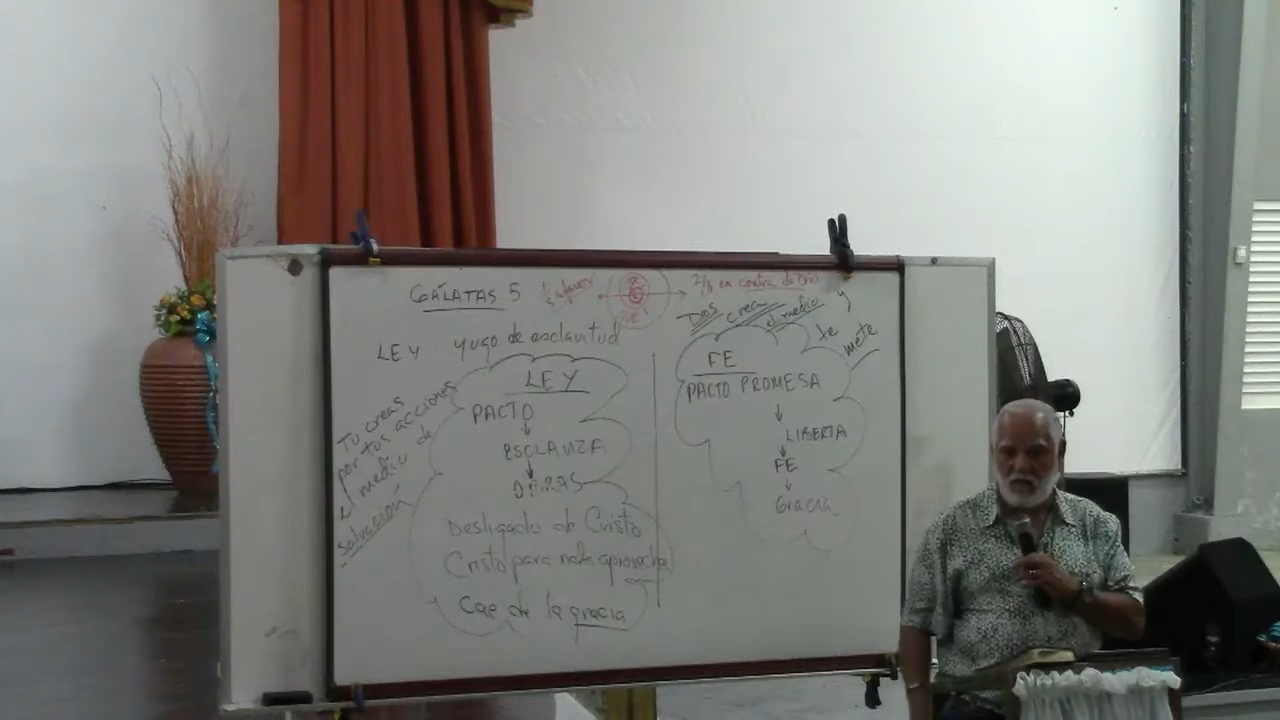 GÁLATAS 5
2/3 en contra de Dios
LEY yugo de esclavitud
Dos crea el medio y te mete
LEY
PACTO
↓
ESCLAVZA
↓
OBRAS
Desligado de Cristo
Cristo para nada aprovecha
Cae de la gracia
Tu creas
por tus acciones
el medio de
salvación
FE
PACTO PROMESA
↓
LIBERTA
↓
FE
↓
Gracia